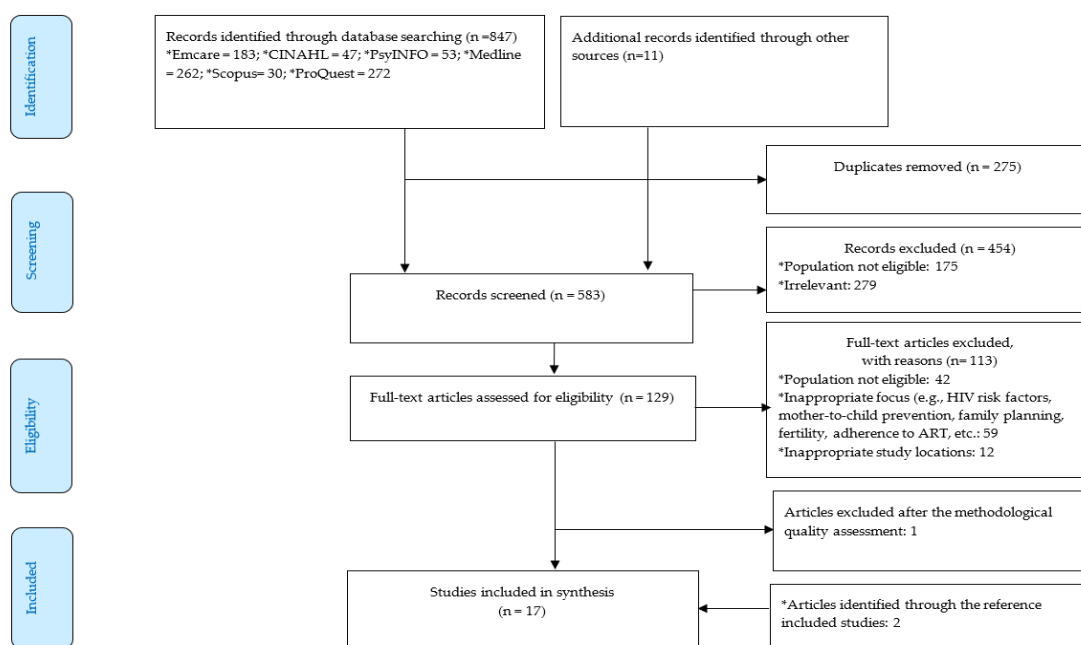 Identification
Records identified through database searching (n =847)
*Emcare = 183; *CINAHL = 47; *PsyINFO = 53; *Medline
= 262; *Scopus= 30; *ProQuest = 272
Additional records identified through other
sources (n=11)
Duplicates removed (n = 275)
Screening
Records excluded (n = 454)
*Population not eligible: 175
*Irrelevant: 279
Records screened (n = 583)
Eligibility
Full-text articles assessed for eligibility (n = 129)
Full-text articles excluded,
with reasons (n= 113)
*Population not eligible: 42
*Inappropriate focus (e.g., HIV risk factors,
mother-to-child prevention, family planning,
fertility, adherence to ART, etc.: 59
*Inappropriate study locations: 12
Articles excluded after the methodological
quality assessment: 1
Included
Studies included in synthesis
(n = 17)
*Articles identified through the reference
included studies: 2